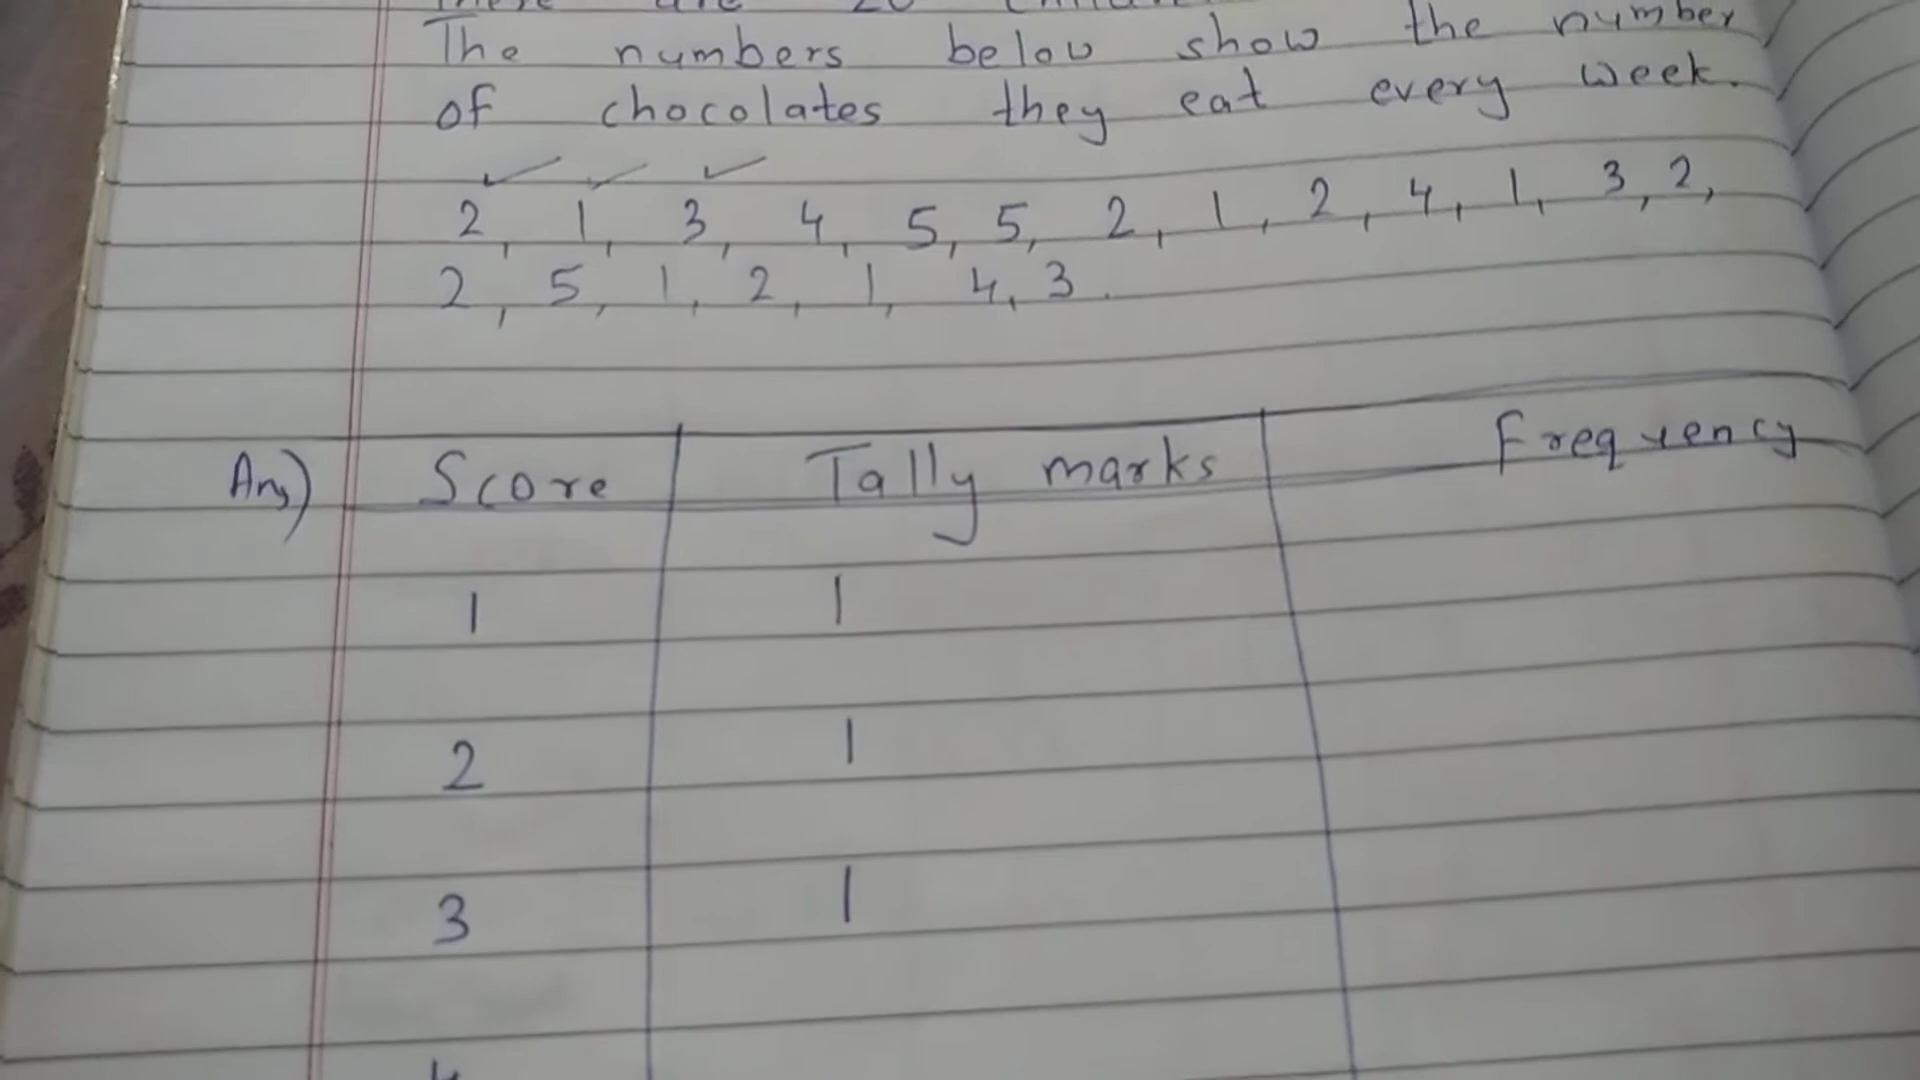 The numbers below show the number
of chocolates they eat every week.
2, 1, 3, 4, 5, 5, 2, 1, 2, 4, 1, 3, 2,
2, 5, 1, 2, 1, 4, 3.
Ans) Score Tally marks Frequency
1 |
2 |
3 |